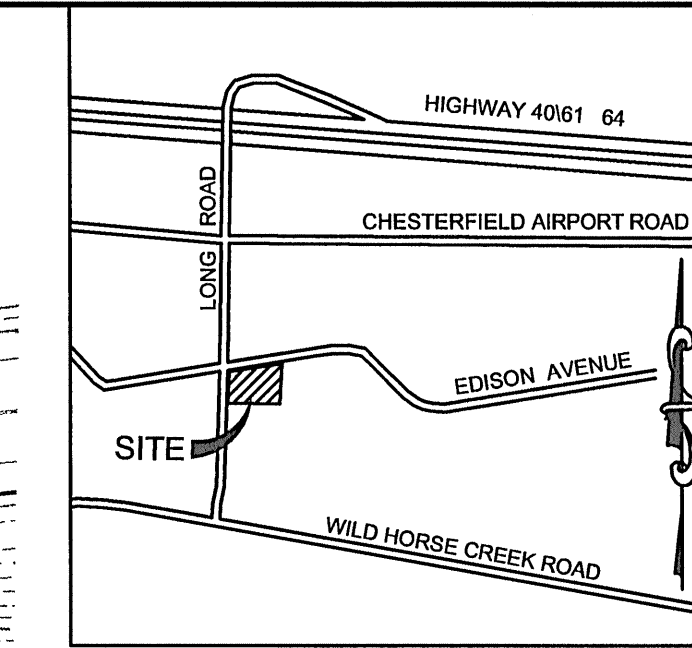 HIGHWAY 40\61 64
LONG ROAD
CHESTERFIELD AIRPORT ROAD
EDISON AVENUE
SITE
WILD HORSE CREEK ROAD